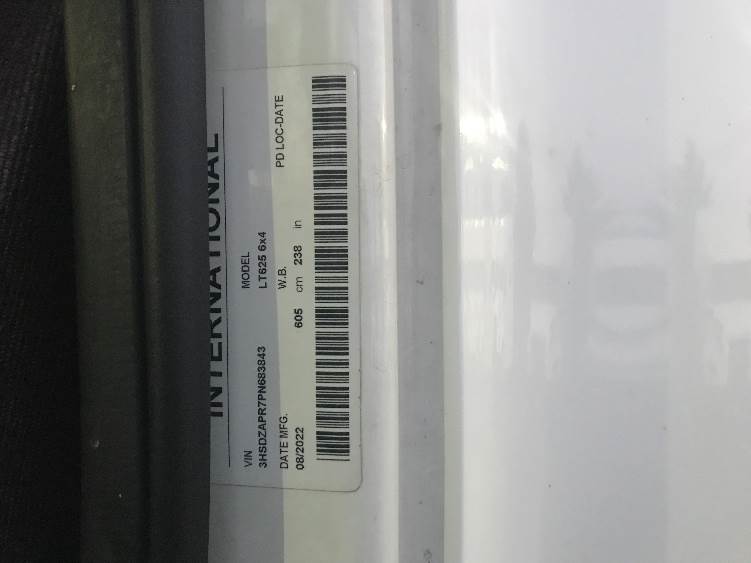 INTERNATIONAL
VIN MODEL
3HSDZAPR7PN683843 LT625 6x4
DATE MFG. W.B. PD LOC-DATE
08/2022 605 cm 238 in